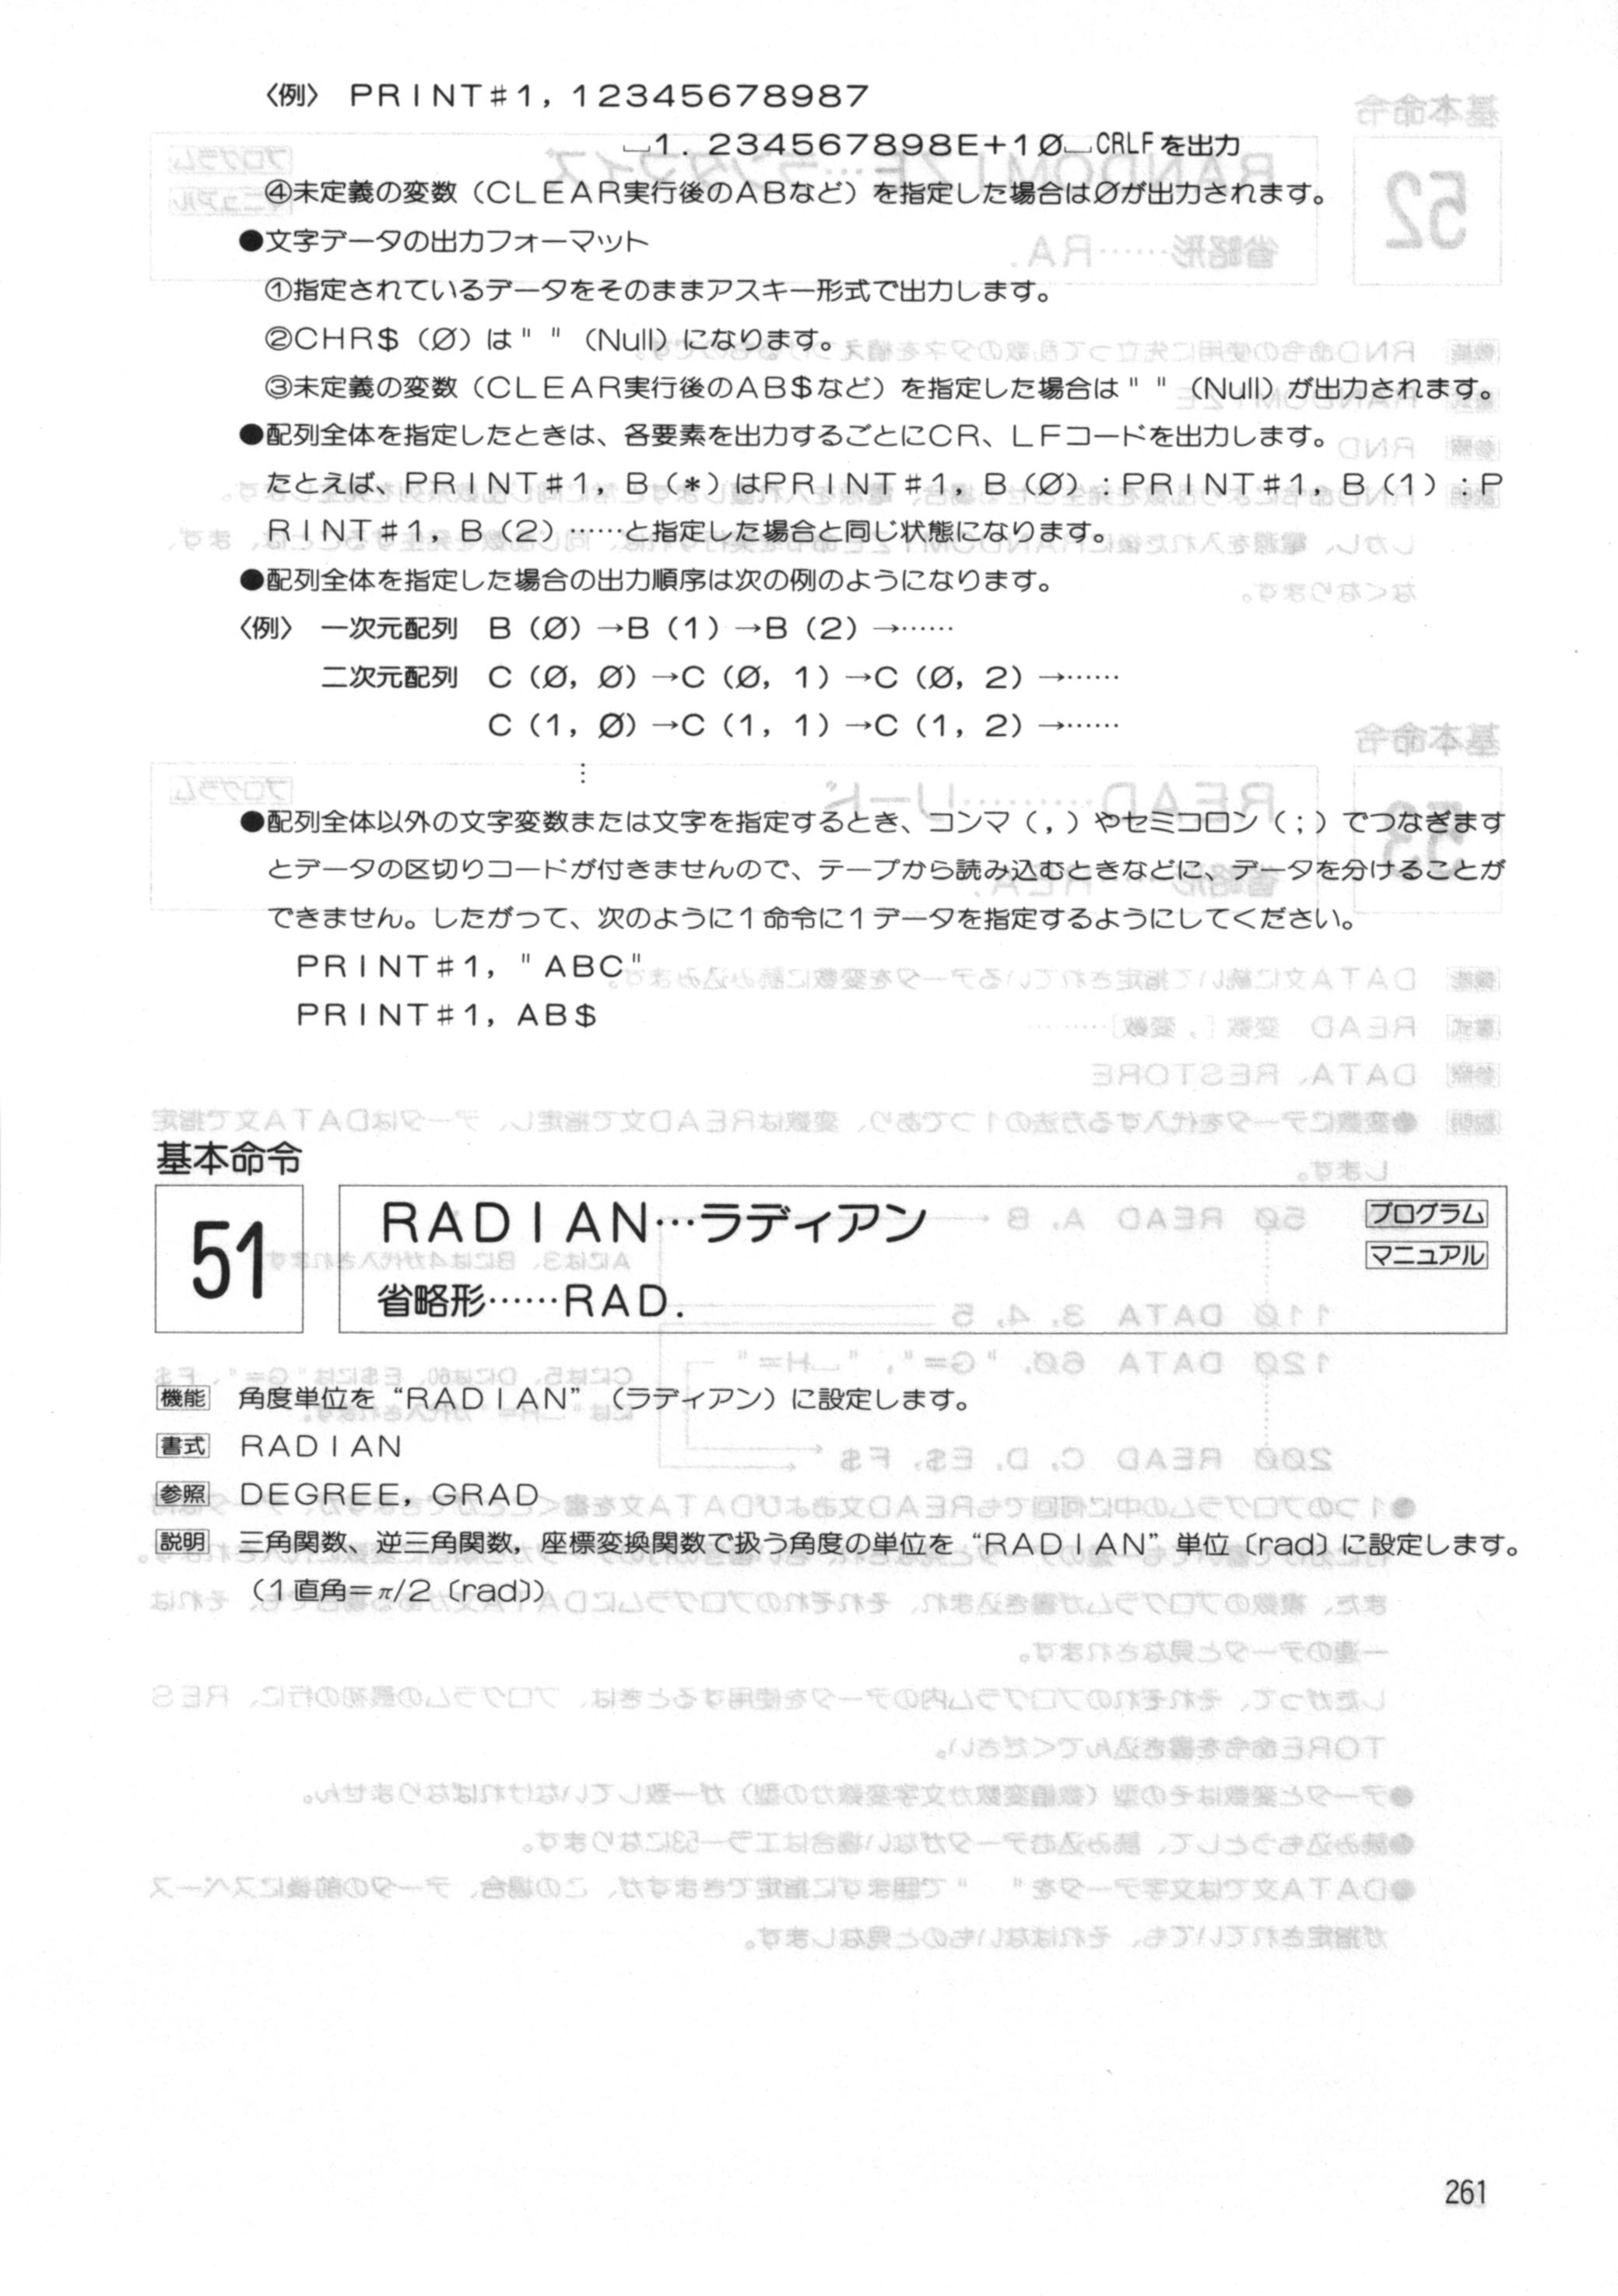 〈例〉 PRINT#1, 12345678987
⌴1. 234567898E+1Ø⌴CRLFを出力
④未定義の変数（CLEAR実行後のABなど）を指定した場合はØが出力されます。
●文字データの出力フォーマット
①指定されているデータをそのままアスキー形式で出力します。
②CHR$（Ø）は" "（Null）になります。
③未定義の変数（CLEAR実行後のAB$など）を指定した場合は" "（Null）が出力されます。
●配列全体を指定したときは、各要素を出力するごとにCR、LFコードを出力します。
たとえば、PRINT#1, B（*）はPRINT#1, B（Ø）:PRINT#1, B（1）:P
RINT#1, B（2）……と指定した場合と同じ状態になります。
●配列全体を指定した場合の出力順序は次の例のようになります。
〈例〉 一次元配列 B（Ø）→B（1）→B（2）→……
二次元配列 C（Ø, Ø）→C（Ø, 1）→C（Ø, 2）→……
C（1, Ø）→C（1, 1）→C（1, 2）→……
⋮
●配列全体以外の文字変数または文字を指定するとき、コンマ（,）やセミコロン（;）でつなぎます
とデータの区切りコードが付きませんので、テープから読み込むときなどに、データを分けることが
できません。したがって、次のように1命令に1データを指定するようにしてください。
PRINT#1, "ABC"
PRINT#1, AB$
基本命令
51
RADIAN…ラディアン
プログラム
マニュアル
省略形……RAD.
機能 角度単位を“RADIAN”（ラディアン）に設定します。
書式 RADIAN
参照 DEGREE, GRAD
説明 三角関数、逆三角関数, 座標変換関数で扱う角度の単位を“RADIAN”単位〔rad〕に設定します。
（1直角=π/2〔rad〕）
261